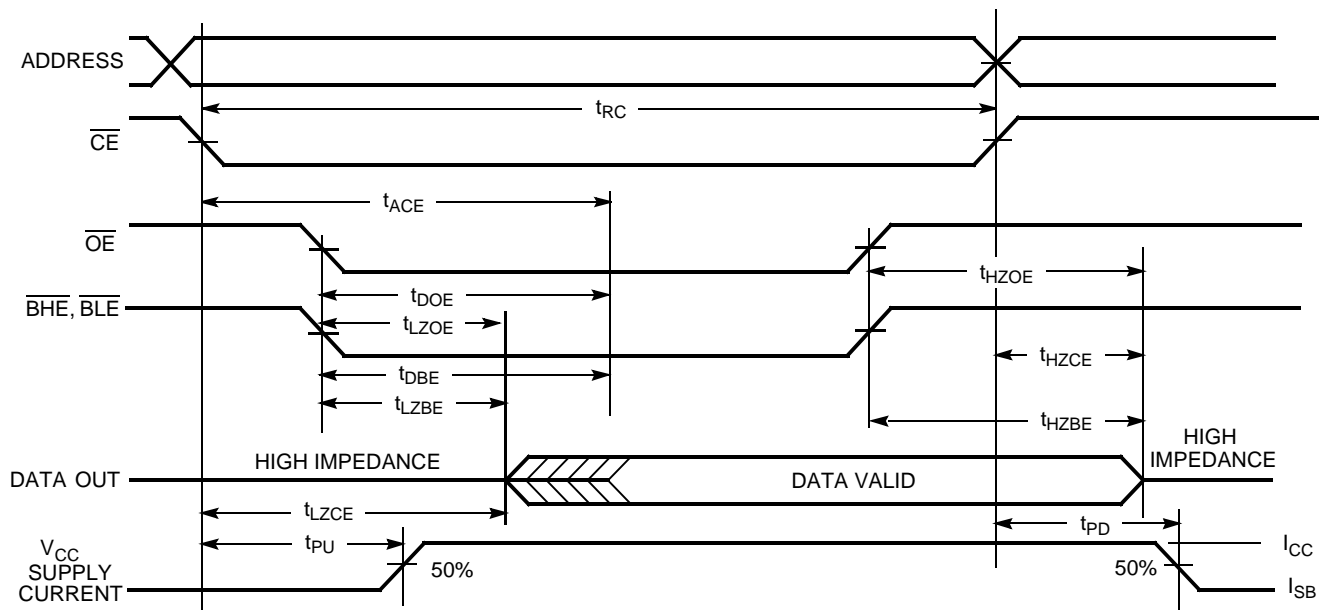 ADDRESS
tRC
CE
tACE
OE
tHZOE
tDOE
BHE, BLE
tLZOE
tHZCE
tDBE
tLZBE
tHZBE
HIGH
IMPEDANCE
HIGH IMPEDANCE
DATA OUT
DATA VALID
tLZCE
tPD
tPU
VCC
SUPPLY
CURRENT
50%
50%
ICC
ISB